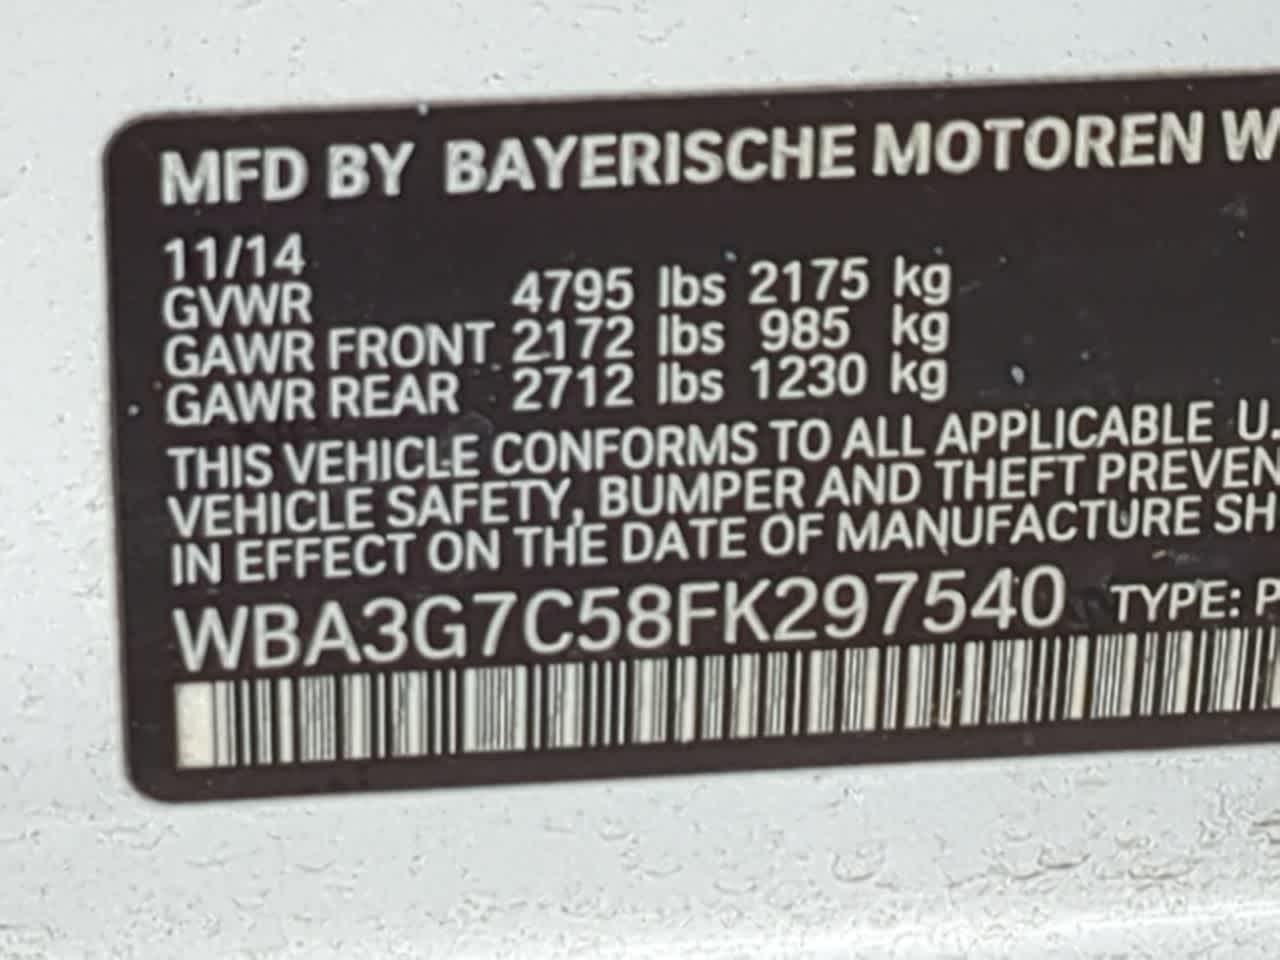 MFD BY BAYERISCHE MOTOREN W
11/14
GVWR 4795 lbs 2175 kg
GAWR FRONT 2172 lbs 985 kg
GAWR REAR 2712 lbs 1230 kg
THIS VEHICLE CONFORMS TO ALL APPLICABLE U.
VEHICLE SAFETY, BUMPER AND THEFT PREVEN
IN EFFECT ON THE DATE OF MANUFACTURE SH
WBA3G7C58FK297540 TYPE: P